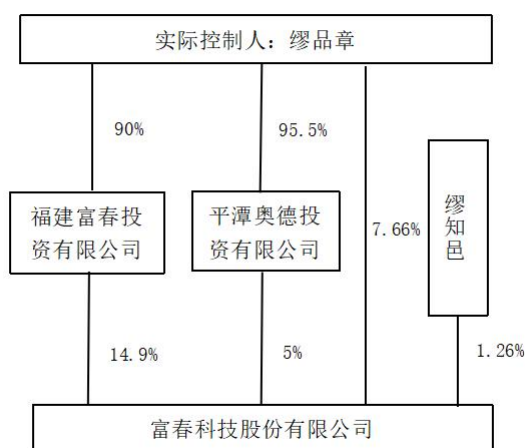 实际控制人：缪品章
90%
95.5%
福建富春投
资有限公司
平潭奥德投
资有限公司
7.66%
缪知邑
14.9%
5%
1.26%
富春科技股份有限公司